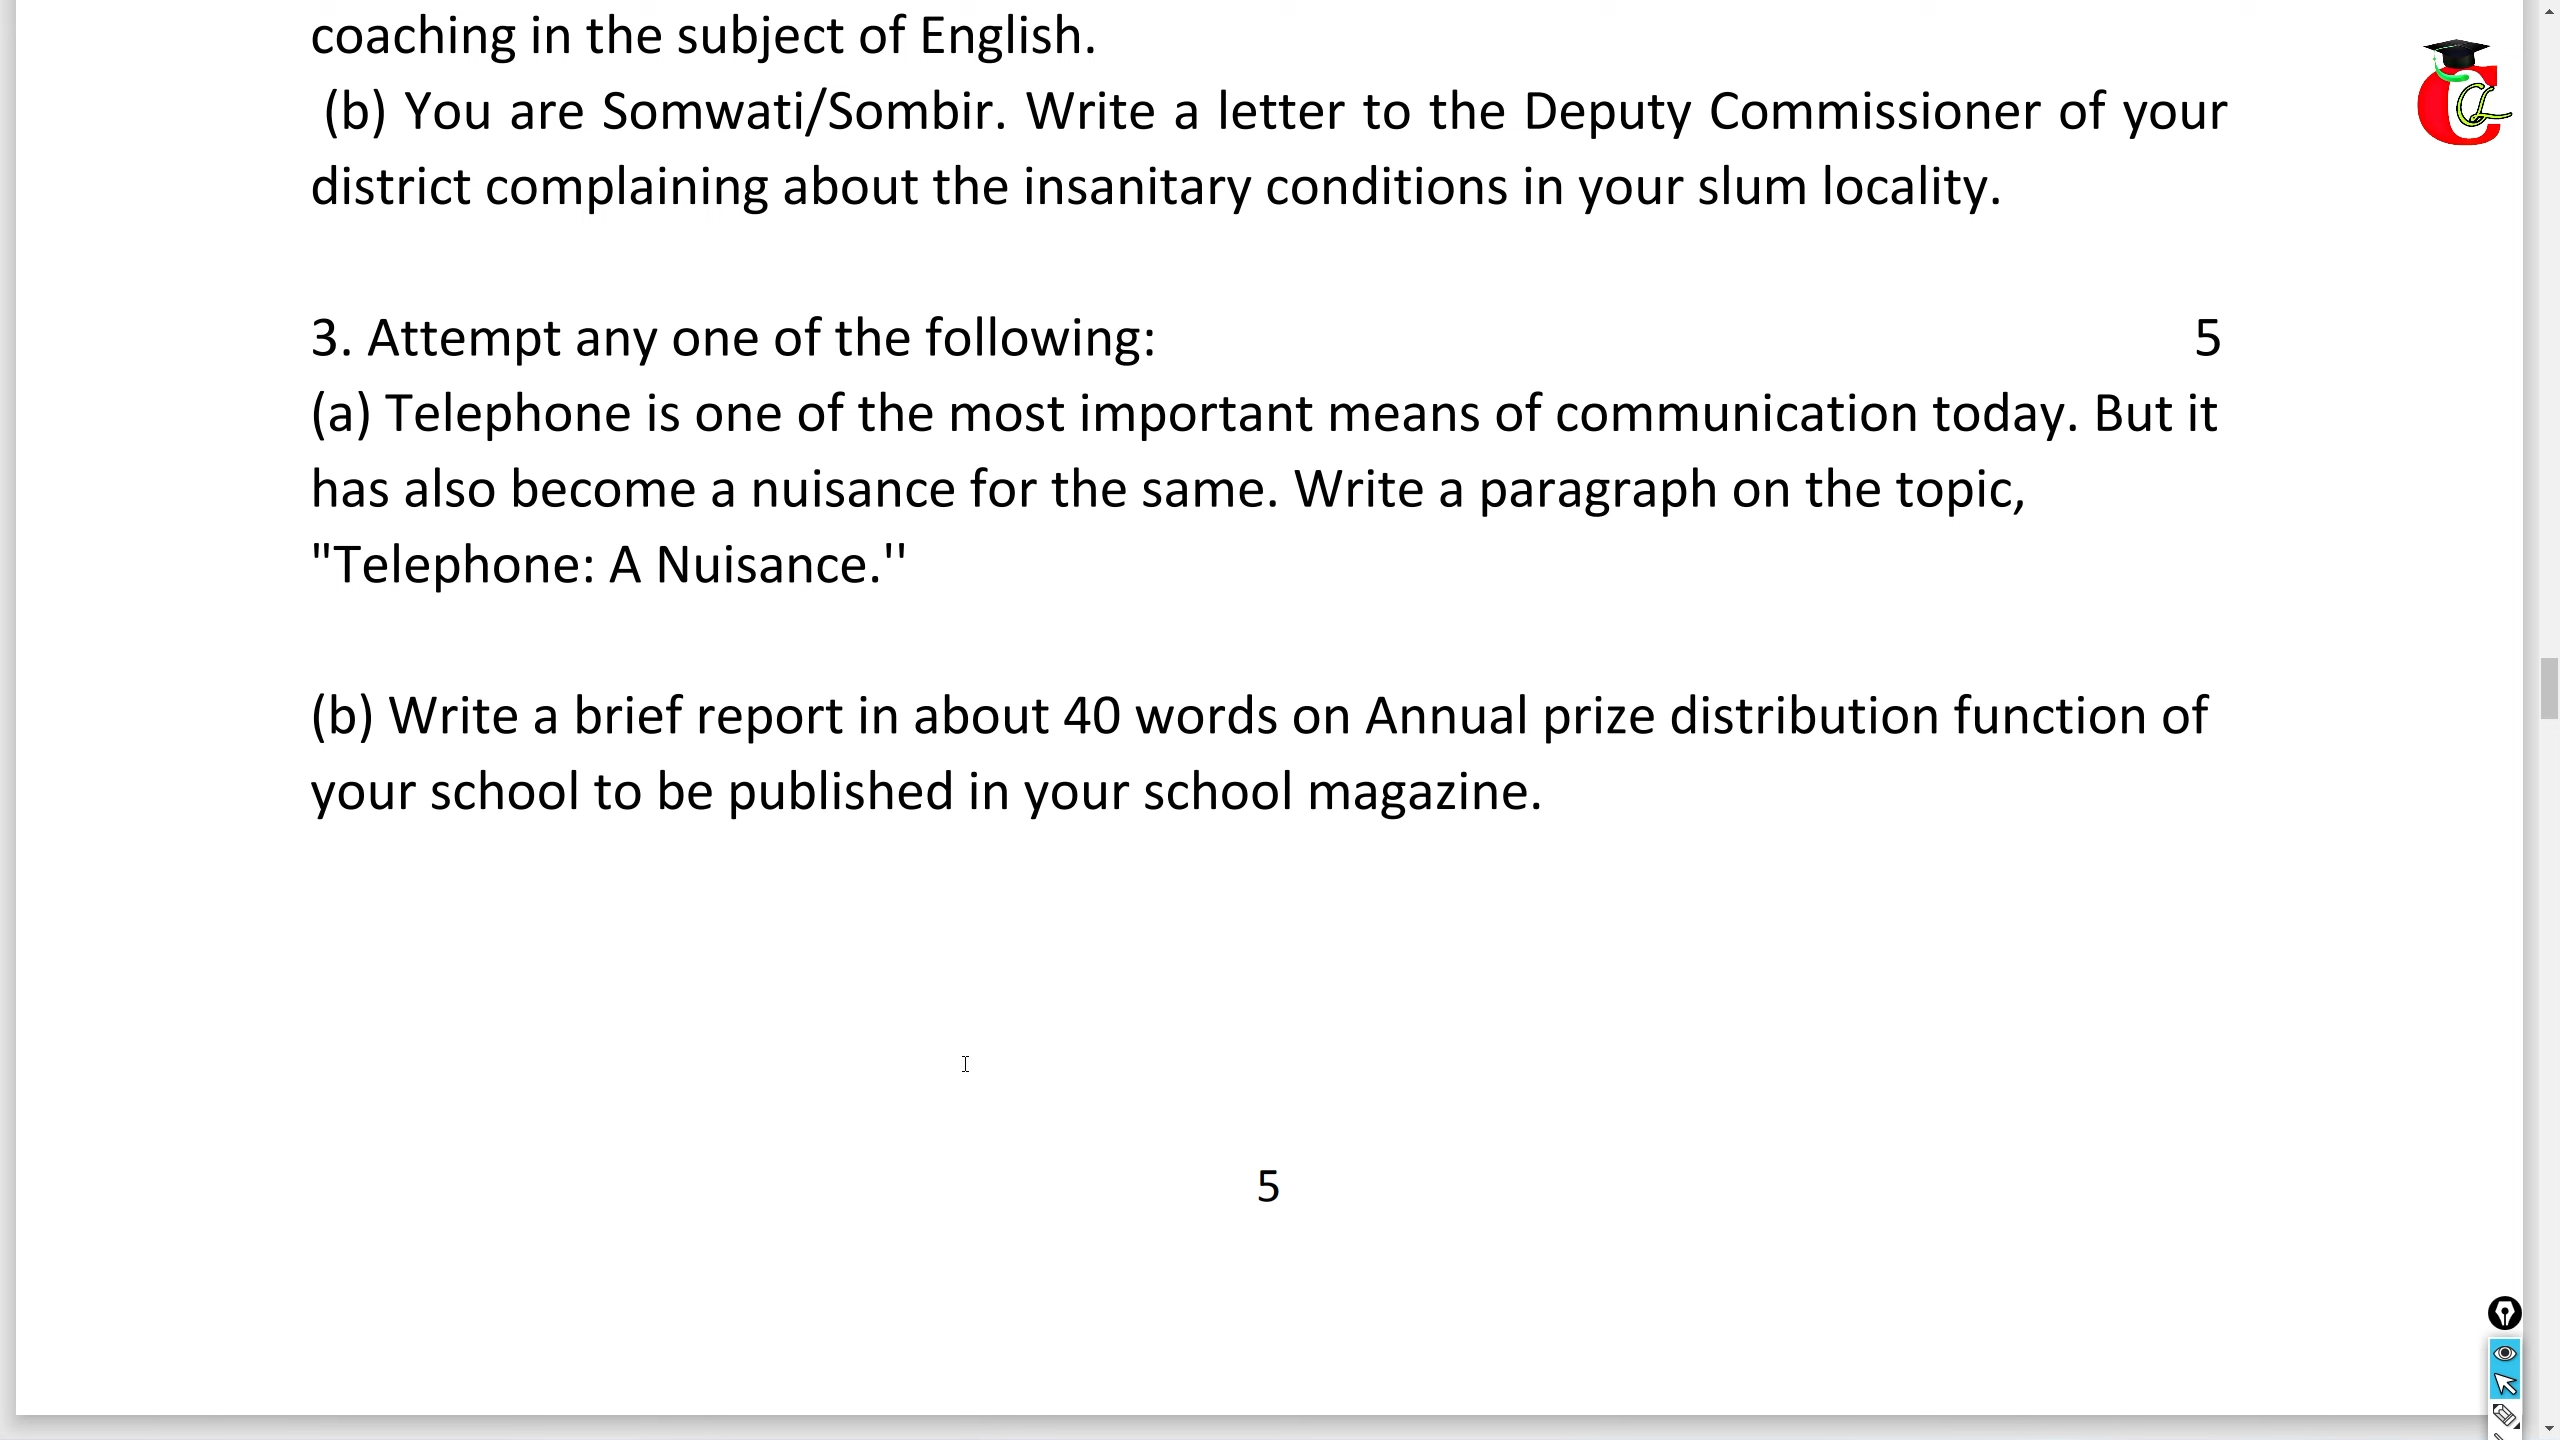 coaching in the subject of English.
(b) You are Somwati/Sombir. Write a letter to the Deputy Commissioner of your
district complaining about the insanitary conditions in your slum locality.
3. Attempt any one of the following: 5
(a) Telephone is one of the most important means of communication today. But it
has also become a nuisance for the same. Write a paragraph on the topic,
"Telephone: A Nuisance.''
(b) Write a brief report in about 40 words on Annual prize distribution function of
your school to be published in your school magazine.
5